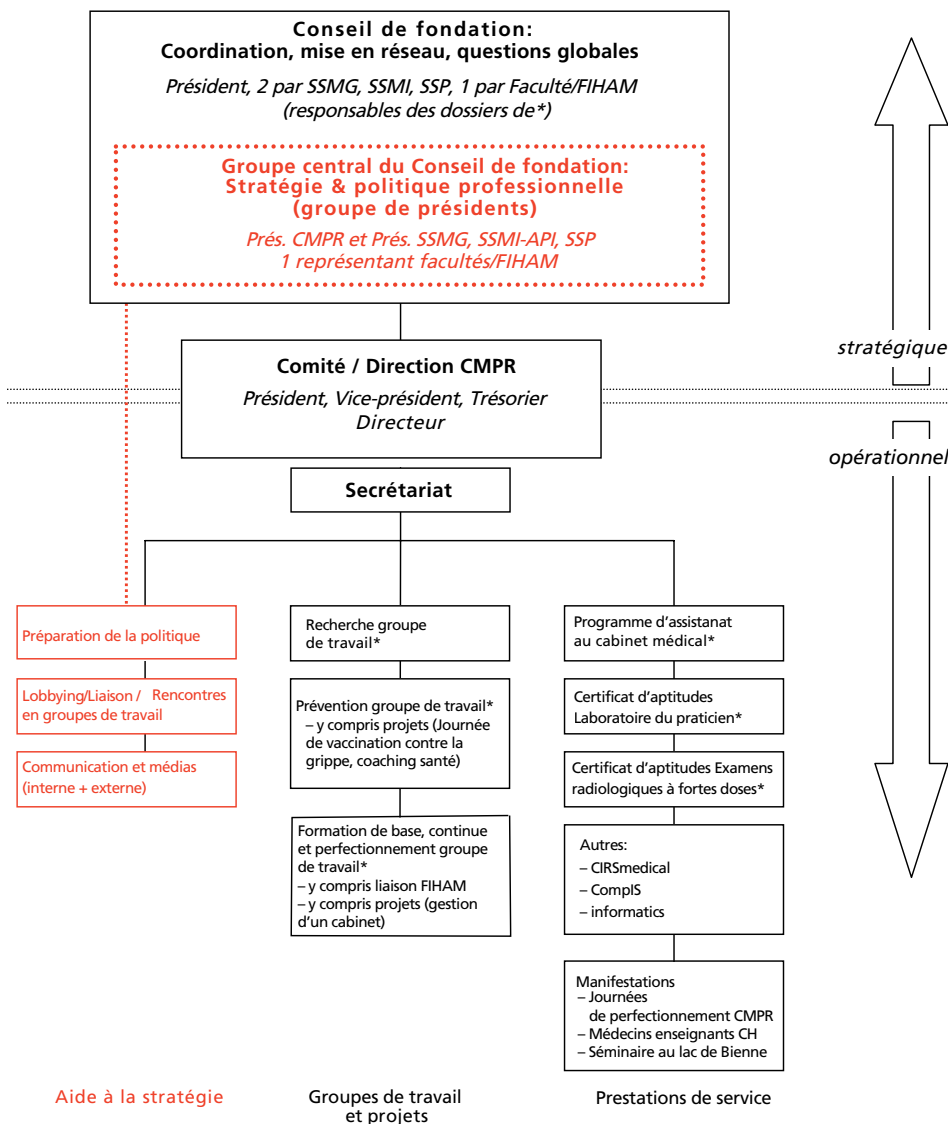 Conseil de fondation:
Coordination, mise en réseau, questions globales
Président, 2 par SSMG, SSMI, SSP, 1 par Faculté/FIHAM
(responsables des dossiers de*)
Groupe central du Conseil de fondation:
Stratégie & politique professionnelle
(groupe de présidents)
Prés. CMPR et Prés. SSMG, SSMI-API, SSP
1 représentant facultés/FIHAM
stratégique
Comité / Direction CMPR
Président, Vice-président, Trésorier
Directeur
opérationnel
Secrétariat
Préparation de la politique
Lobbying/Liaison / Rencontres
en groupes de travail
Communication et médias
(interne + externe)
Recherche groupe
de travail*
Prévention groupe de travail*
– y compris projets (Journée
de vaccination contre la
grippe, coaching santé)
Formation de base, continue
et perfectionnement groupe
de travail*
– y compris liaison FIHAM
– y compris projets (gestion
d'un cabinet)
Programme d'assistanat
au cabinet médical*
Certificat d'aptitudes
Laboratoire du praticien*
Certificat d'aptitudes Examens
radiologiques à fortes doses*
Autres:
– CIRSmedical
– CompIS
– informatics
Manifestations
– Journées
de perfectionnement CMPR
– Médecins enseignants CH
– Séminaire au lac de Bienne
Aide à la stratégie
Groupes de travail
et projets
Prestations de service